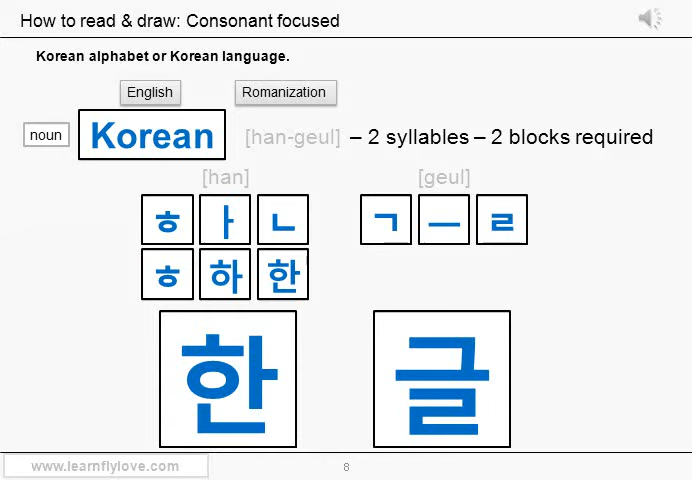 How to read & draw: Consonant focused
Korean alphabet or Korean language.
English Romanization
noun Korean [han-geul] – 2 syllables – 2 blocks required
[han] [geul]
ㅎ ㅏ ㄴ ㄱ ㅡ ㄹ
ㅎ 하 한
한 글
www.learnflylove.com 8